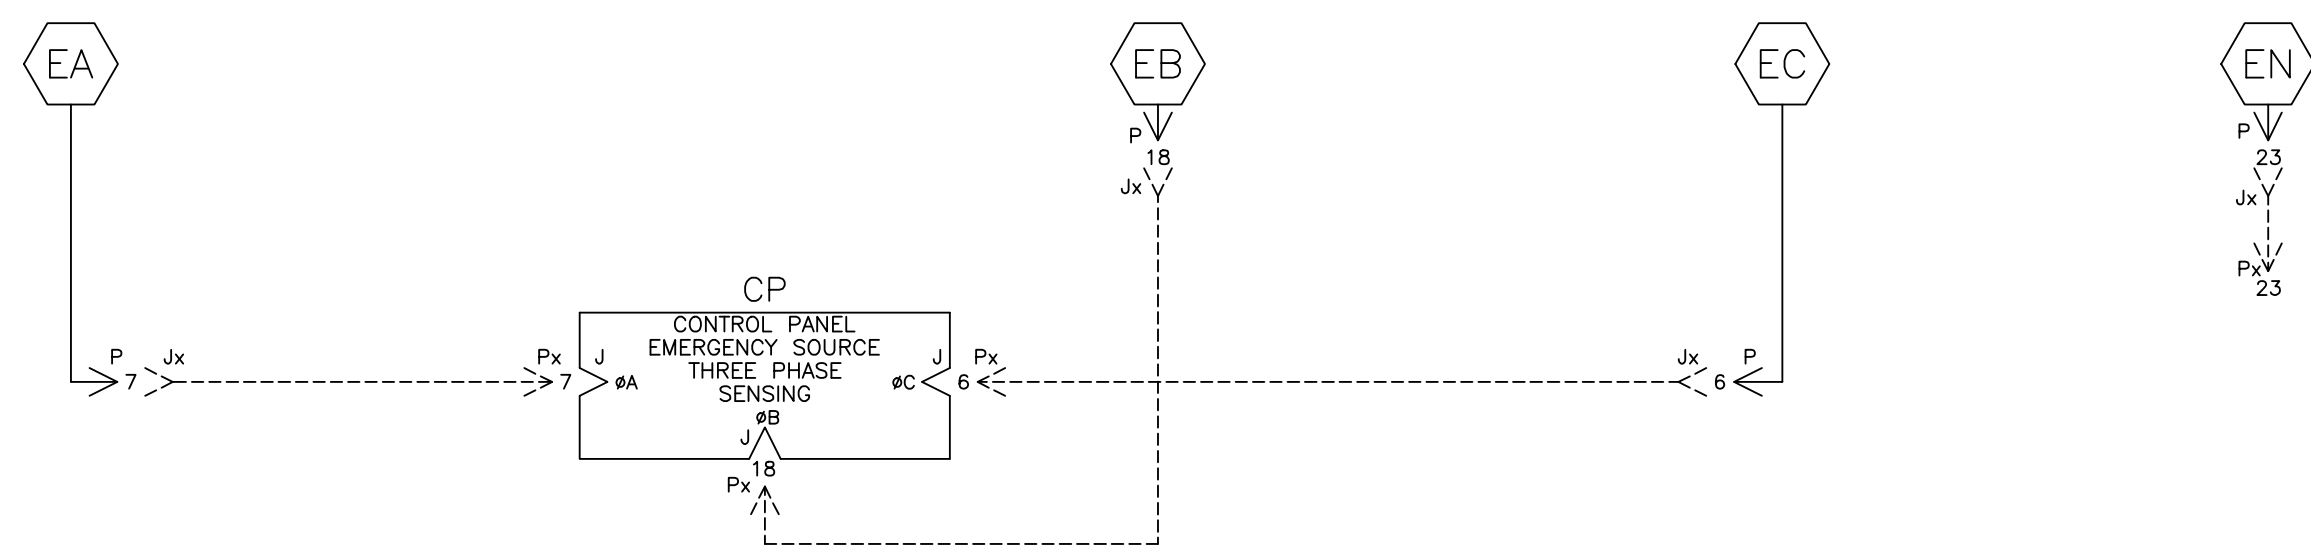 EA
EB
EC
EN
P
18
Jx
P
23
Jx
Px
23
CP
CONTROL PANEL
EMERGENCY SOURCE
THREE PHASE
SENSING
P
7
Jx
Px
7
J
øA
øC
J
6
Px
Jx
6
P
øB
J
18
Px